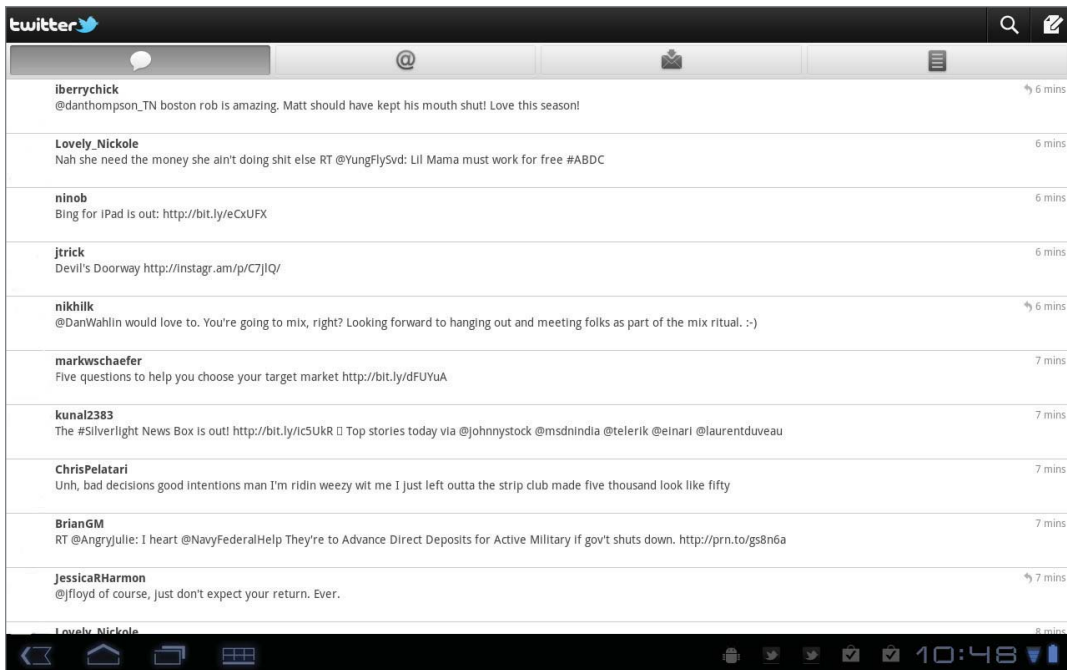 twitter
@
iberrychick 6 mins
@danthompson_TN boston rob is amazing. Matt should have kept his mouth shut! Love this season!
Lovely_Nickole 6 mins
Nah she need the money she ain't doing shit else RT @YungFlySvd: Lil Mama must work for free #ABDC
ninob 6 mins
Bing for iPad is out: http://bit.ly/eCxUFX
jtrick 6 mins
Devil's Doorway http://instagr.am/p/C7jlQ/
nikhilk 6 mins
@DanWahlin would love to. You're going to mix, right? Looking forward to hanging out and meeting folks as part of the mix ritual. :-)
markwschaefer 7 mins
Five questions to help you choose your target market http://bit.ly/dFUYuA
kunal2383 7 mins
The #Silverlight News Box is out! http://bit.ly/ic5UkR ▯ Top stories today via @johnnystock @msdnindia @telerik @einari @laurentduveau
ChrisPelatari 7 mins
Unh, bad decisions good intentions man I'm ridin weezy wit me I just left outta the strip club made five thousand look like fifty
BrianGM 7 mins
RT @AngryJulie: I heart @NavyFederalHelp They're to Advance Direct Deposits for Active Military if gov't shuts down. http://prn.to/gs8n6a
JessicaRHarmon 7 mins
@jfloyd of course, just don't expect your return. Ever.
Lovely_Nickole 8 mins
10:48